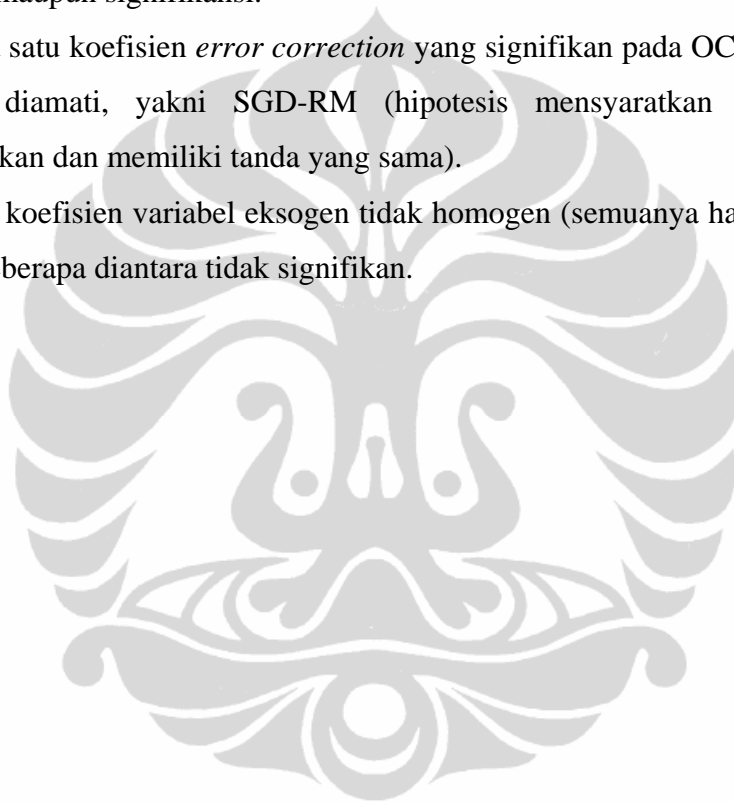 maupun signifikansi.
satu koefisien error correction yang signifikan pada OC
diamati, yakni SGD-RM (hipotesis mensyaratkan
kan dan memiliki tanda yang sama).
koefisien variabel eksogen tidak homogen (semuanya ha
eberapa diantara tidak signifikan.